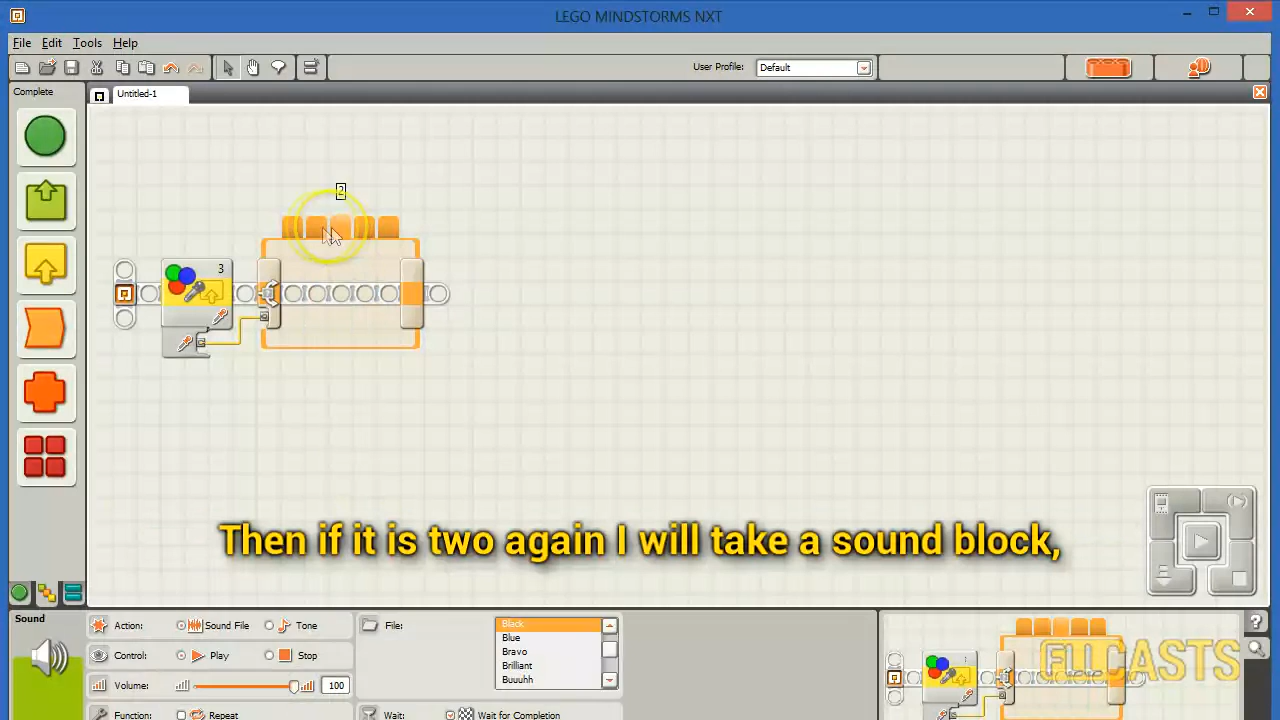 LEGO MINDSTORMS NXT
File Edit Tools Help
User Profile: Default
Complete
Untitled-1
2
3
Then if it is two again I will take a sound block,
Sound
Action: Sound File Tone
Control: Play Stop
Volume: 100
Function: Repeat
File:
Black
Blue
Bravo
Brilliant
Buuuhh
Wait: Wait for Completion
?
FLLCASTS